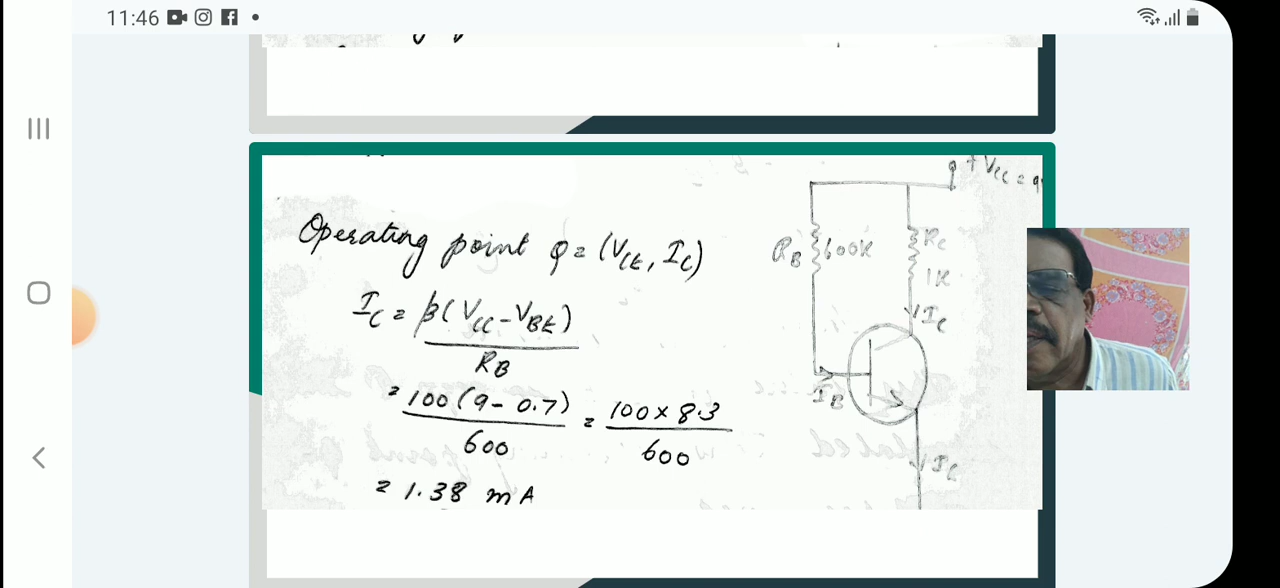 11:46
+ Vcc = 9
Operating point Q = (VCE, IC)
RB 600K
RC
1K
IC = β(VCC - VBE)
RB
IC
= 100(9 - 0.7) = 100 x 8.3
600 600
IB
= 1.38 mA